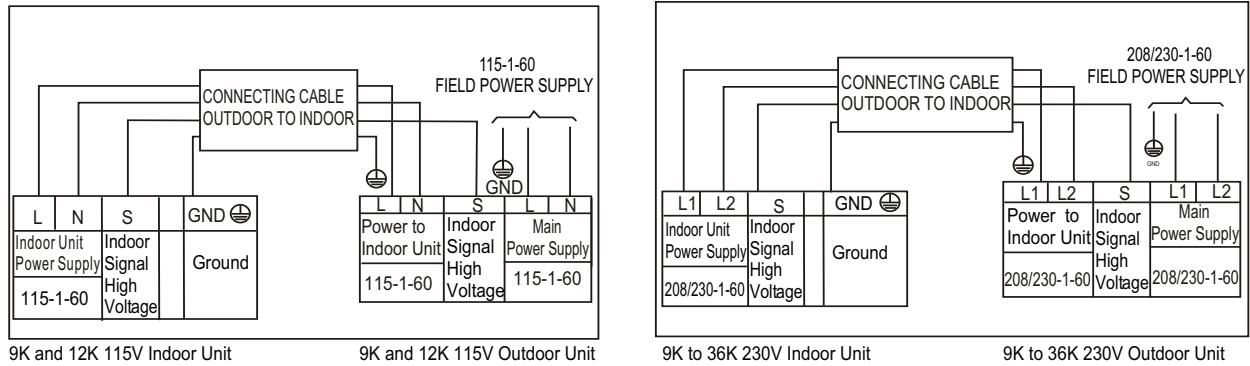 115-1-60
FIELD POWER SUPPLY
CONNECTING CABLE
OUTDOOR TO INDOOR
GND
L N S GND
Indoor Unit
Power Supply
115-1-60
Indoor
Signal
High
Voltage
Ground
L N S L N
Power to
Indoor Unit
115-1-60
Indoor
Signal
High
Voltage
Main
Power Supply
115-1-60
9K and 12K 115V Indoor Unit
9K and 12K 115V Outdoor Unit
208/230-1-60
FIELD POWER SUPPLY
CONNECTING CABLE
OUTDOOR TO INDOOR
GND
L1 L2 S GND
Indoor Unit
Power Supply
208/230-1-60
Indoor
Signal
High
Voltage
Ground
L1 L2 S L1 L2
Power to
Indoor Unit
208/230-1-60
Indoor
Signal
High
Voltage
Main
Power Supply
208/230-1-60
9K to 36K 230V Indoor Unit
9K to 36K 230V Outdoor Unit